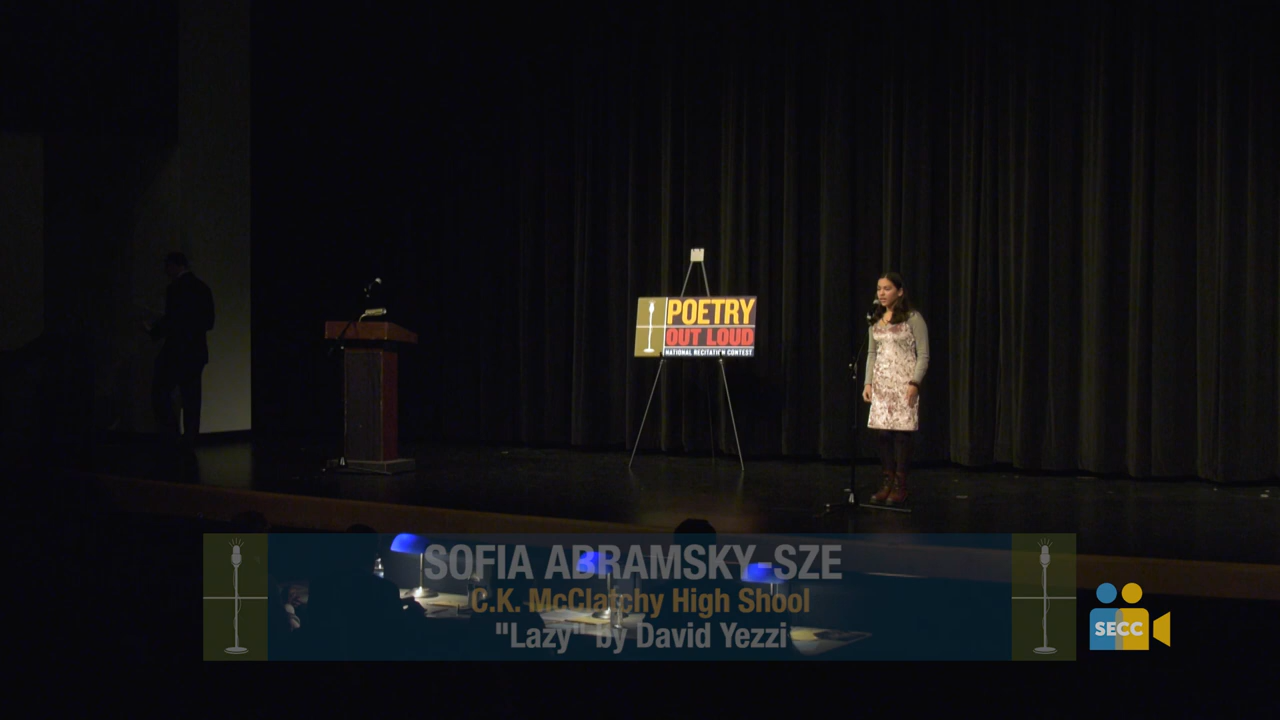 POETRY
OUT LOUD
NATIONAL RECITATION CONTEST
SOFIA ABRAMSKY-SZE
C.K. McClatchy High Shool
"Lazy" by David Yezzi
SECC